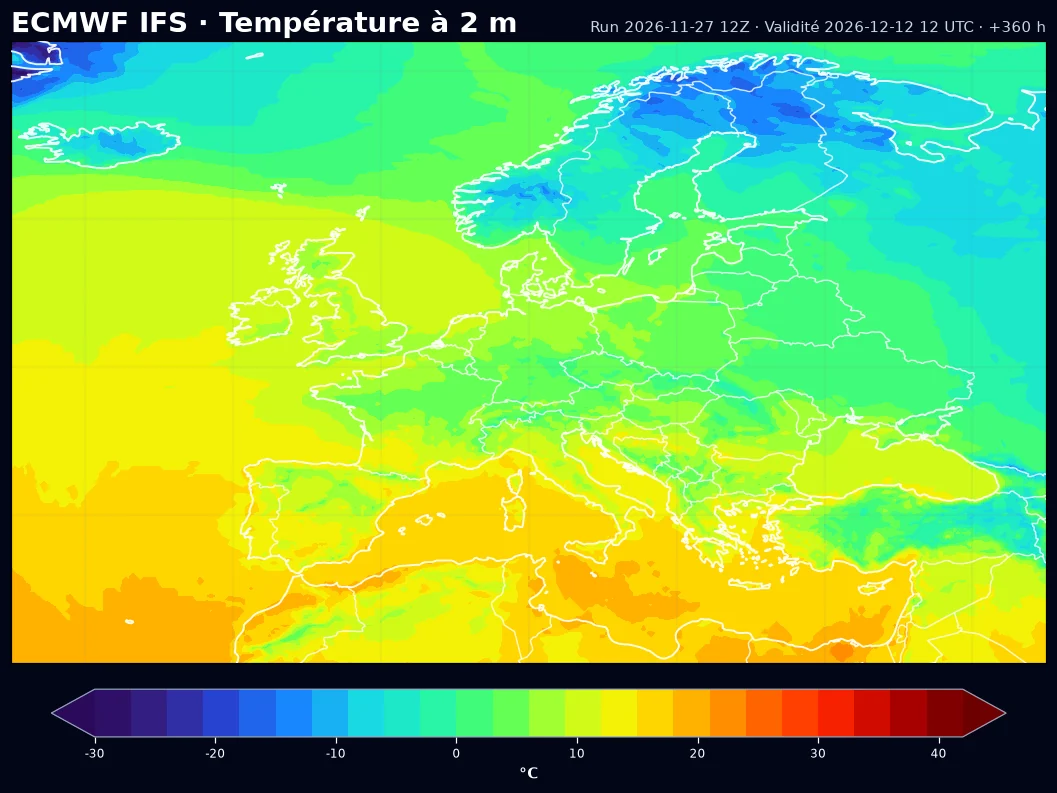 ECMWF IFS · Température à 2 m
Run 2026-11-27 12Z · Validité 2026-12-12 12 UTC · +360 h
-30 -20 -10 0 10 20 30 40
°C